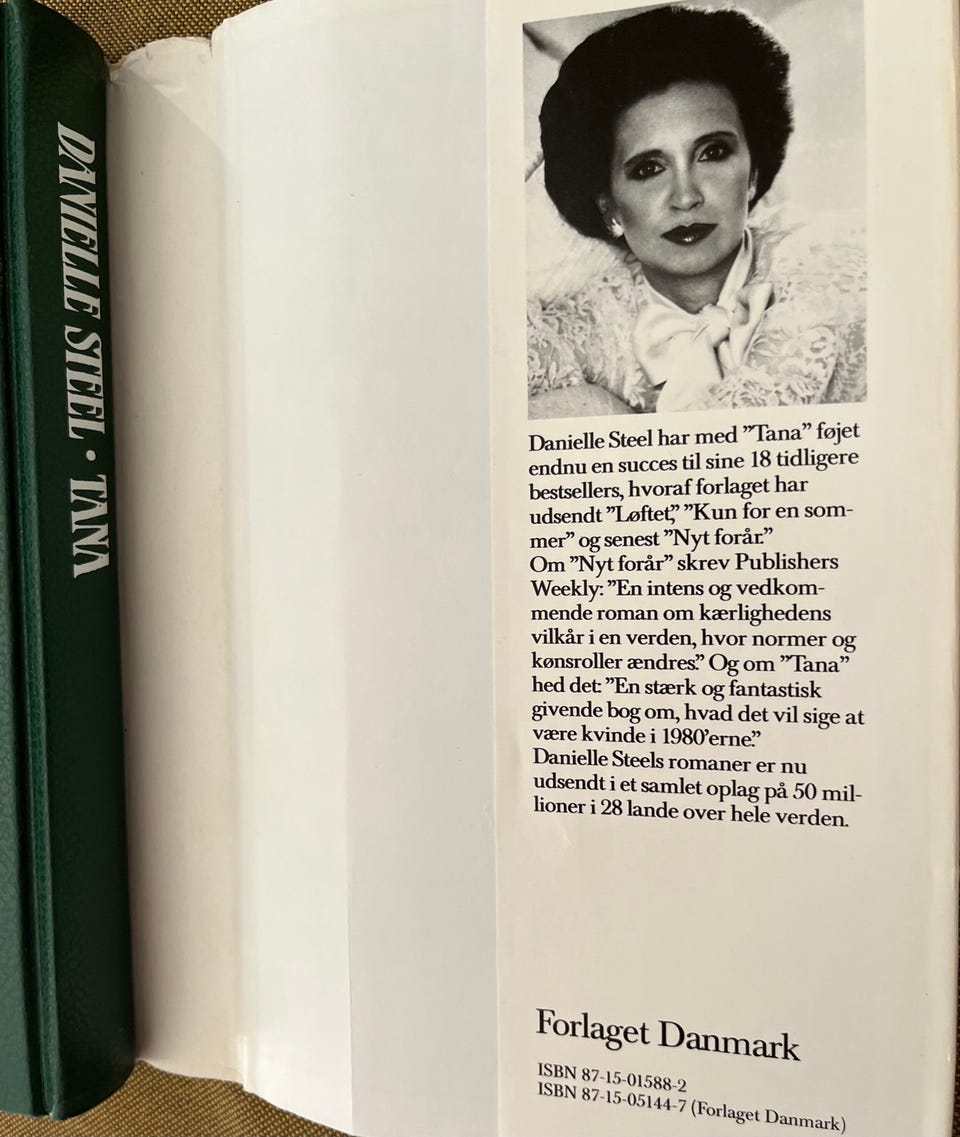 DANIELLE STEEL • TANA
Danielle Steel har med ”Tana” føjet
endnu en succes til sine 18 tidligere
bestsellers, hvoraf forlaget har
udsendt ”Løftet,” ”Kun for en som-
mer” og senest ”Nyt forår.”
Om ”Nyt forår” skrev Publishers
Weekly: ”En intens og vedkom-
mende roman om kærlighedens
vilkår i en verden, hvor normer og
kønsroller ændres.” Og om ”Tana”
hed det: ”En stærk og fantastisk
givende bog om, hvad det vil sige at
være kvinde i 1980’erne.”
Danielle Steels romaner er nu
udsendt i et samlet oplag på 50 mil-
lioner i 28 lande over hele verden.
Forlaget Danmark
ISBN 87-15-01588-2
ISBN 87-15-05144-7 (Forlaget Danmark)